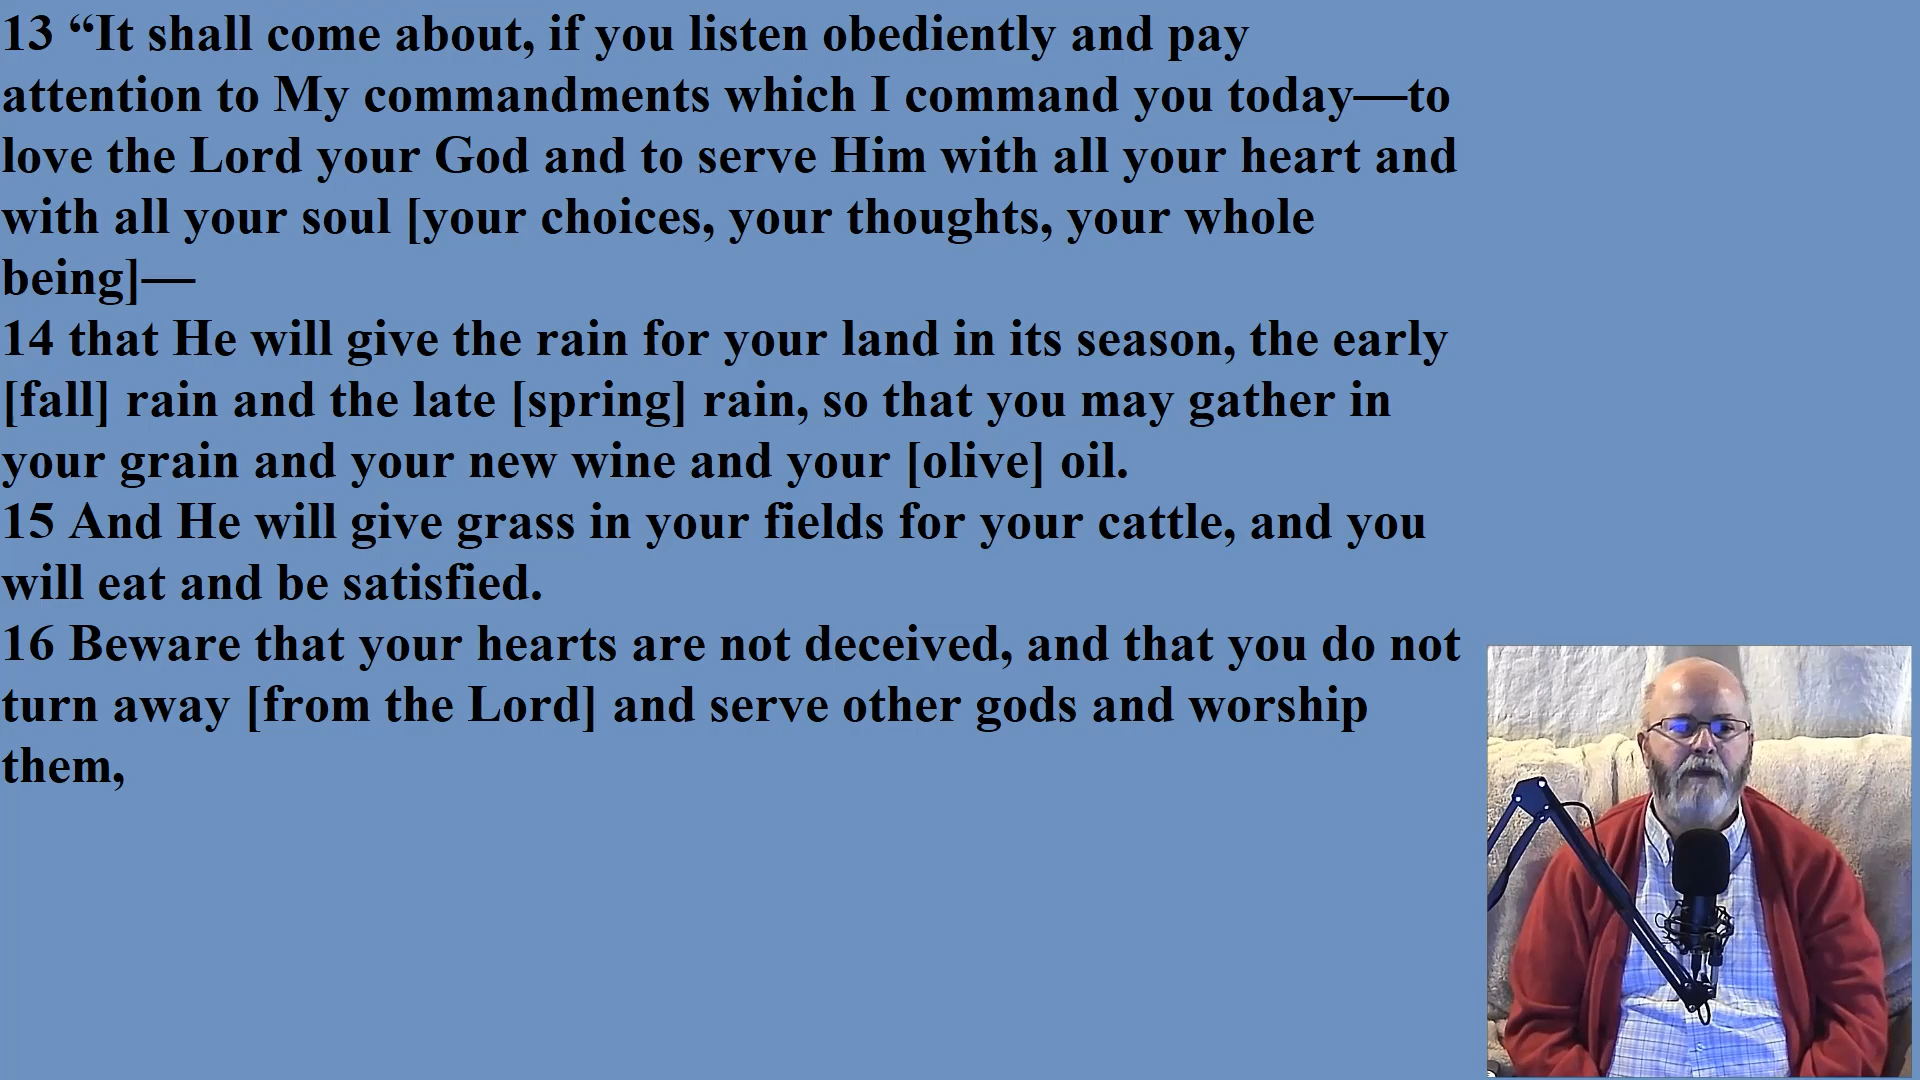 13 “It shall come about, if you listen obediently and pay
attention to My commandments which I command you today—to
love the Lord your God and to serve Him with all your heart and
with all your soul [your choices, your thoughts, your whole
being]—
14 that He will give the rain for your land in its season, the early
[fall] rain and the late [spring] rain, so that you may gather in
your grain and your new wine and your [olive] oil.
15 And He will give grass in your fields for your cattle, and you
will eat and be satisfied.
16 Beware that your hearts are not deceived, and that you do not
turn away [from the Lord] and serve other gods and worship
them,